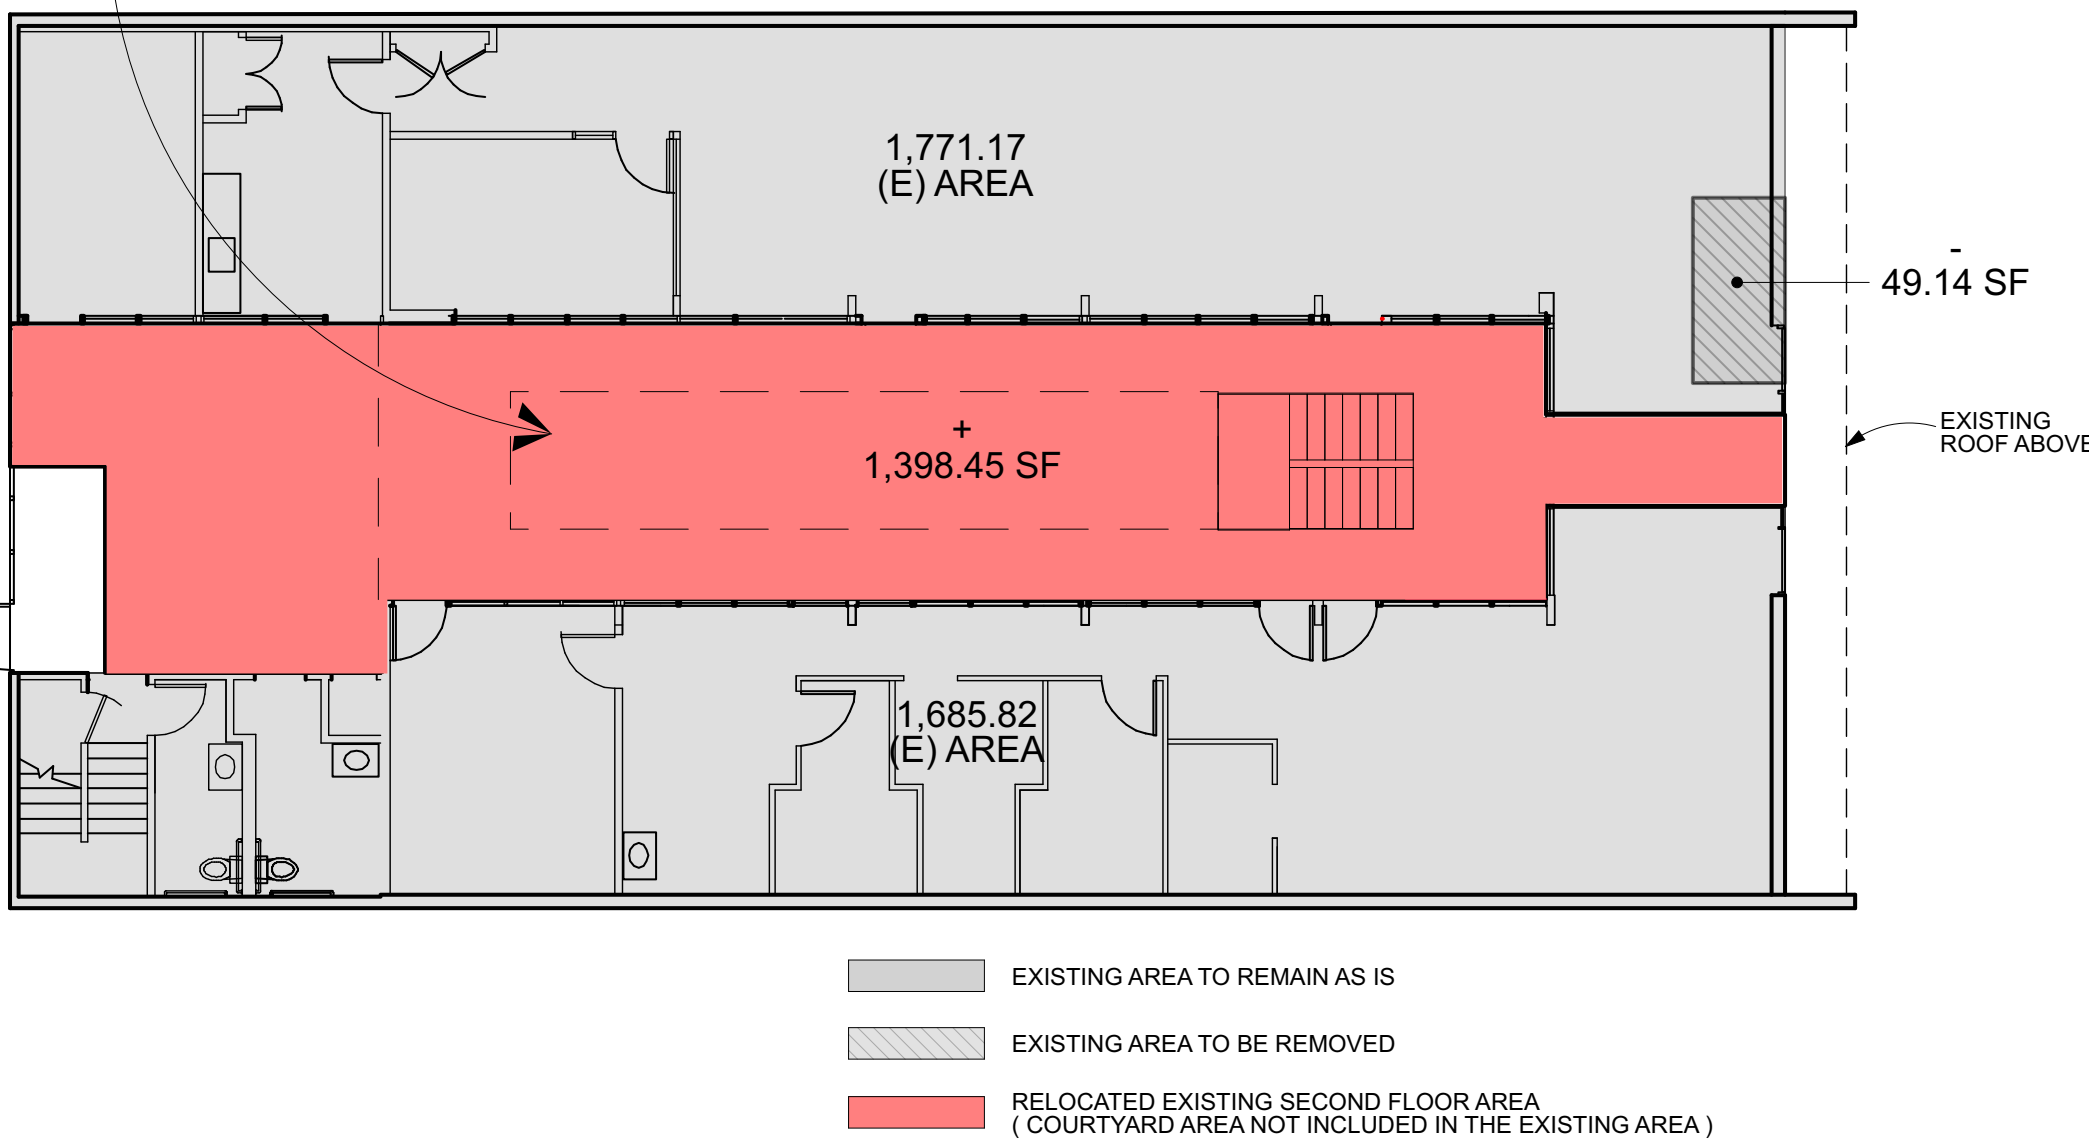 1,771.17
(E) AREA
-
49.14 SF
EXISTING
ROOF ABOVE
+
1,398.45 SF
1,685.82
(E) AREA
EXISTING AREA TO REMAIN AS IS
EXISTING AREA TO BE REMOVED
RELOCATED EXISTING SECOND FLOOR AREA
( COURTYARD AREA NOT INCLUDED IN THE EXISTING AREA )